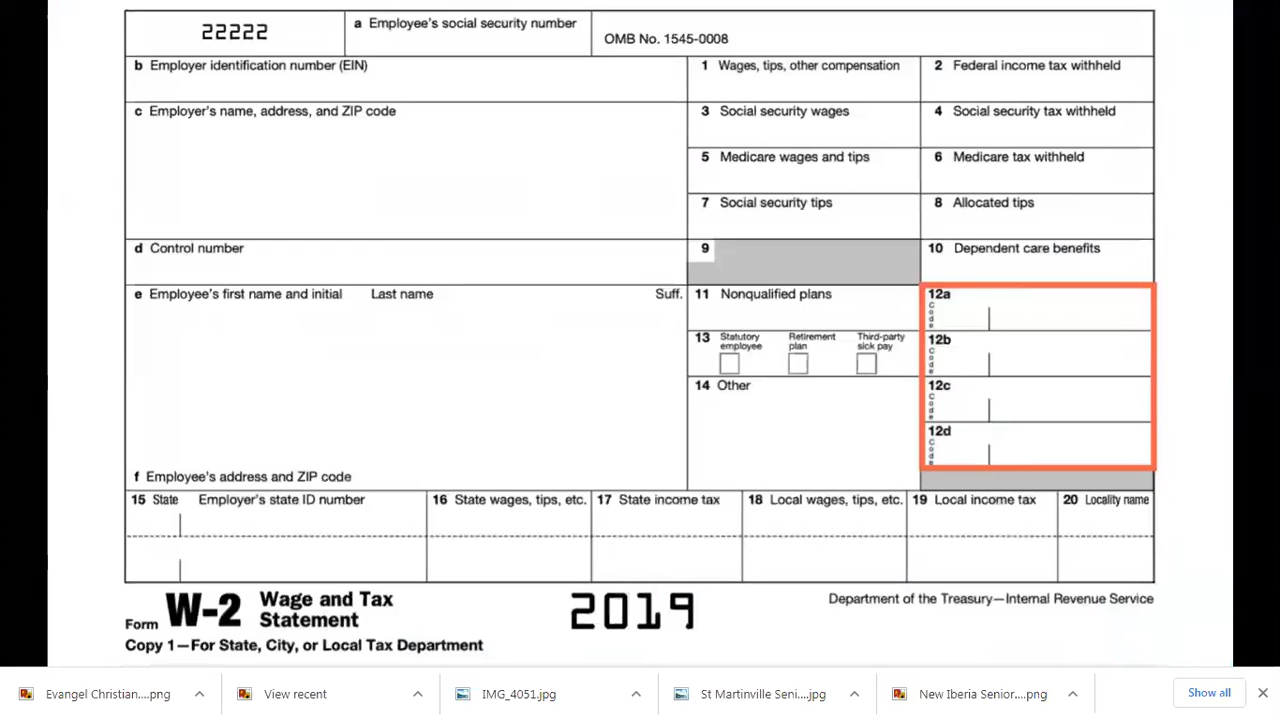 22222
a Employee's social security number
OMB No. 1545-0008
b Employer identification number (EIN)
1 Wages, tips, other compensation
2 Federal income tax withheld
c Employer's name, address, and ZIP code
3 Social security wages
4 Social security tax withheld
5 Medicare wages and tips
6 Medicare tax withheld
7 Social security tips
8 Allocated tips
d Control number
9
10 Dependent care benefits
e Employee's first name and initial Last name Suff.
11 Nonqualified plans
12a
Code
13 Statutory employee Retirement plan Third-party sick pay
12b
Code
14 Other
12c
Code
12d
Code
f Employee's address and ZIP code
15 State Employer's state ID number
16 State wages, tips, etc.
17 State income tax
18 Local wages, tips, etc.
19 Local income tax
20 Locality name
Form W-2 Wage and Tax Statement
2019
Department of the Treasury—Internal Revenue Service
Copy 1—For State, City, or Local Tax Department
Evangel Christian....png
View recent
IMG_4051.jpg
St Martinville Seni....jpg
New Iberia Senior....png
Show all